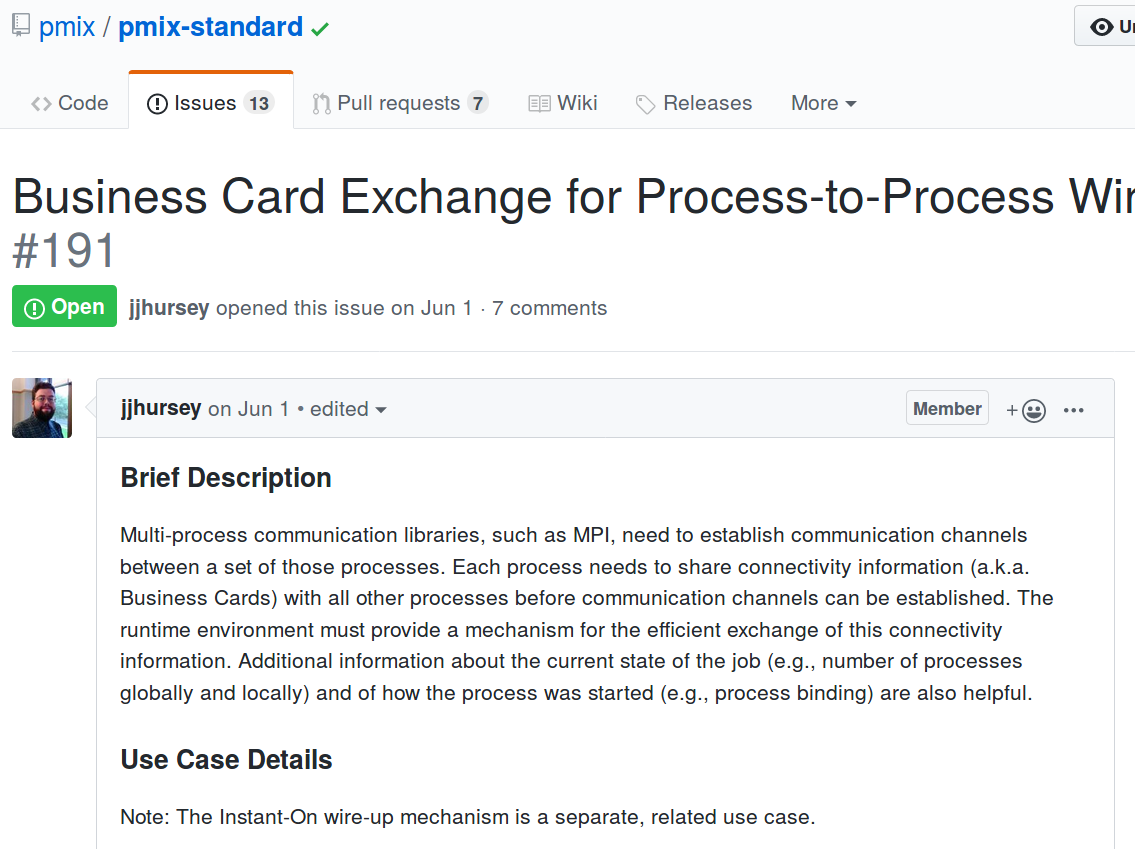 pmix / pmix-standard
Code Issues 13 Pull requests 7 Wiki Releases More
Business Card Exchange for Process-to-Process
#191
Open jjhursey opened this issue on Jun 1 · 7 comments
jjhursey on Jun 1 • edited Member + ...
Brief Description
Multi-process communication libraries, such as MPI, need to establish communication channels
between a set of those processes. Each process needs to share connectivity information (a.k.a.
Business Cards) with all other processes before communication channels can be established. The
runtime environment must provide a mechanism for the efficient exchange of this connectivity
information. Additional information about the current state of the job (e.g., number of processes
globally and locally) and of how the process was started (e.g., process binding) are also helpful.
Use Case Details
Note: The Instant-On wire-up mechanism is a separate, related use case.